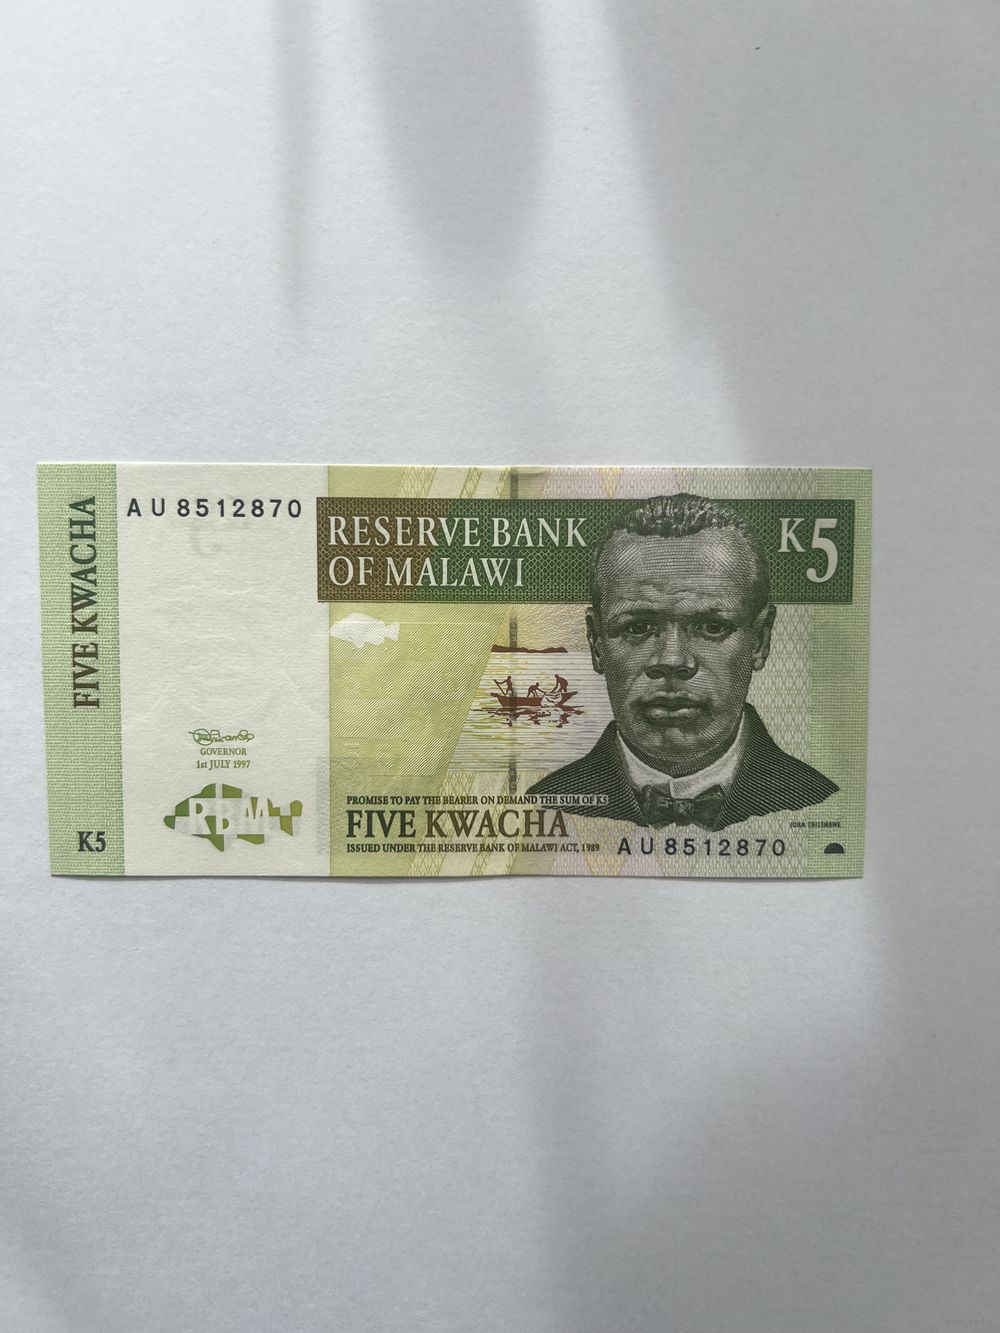 FIVE KWACHA
K5
AU 8512870
GOVERNOR
1st JULY 1997
RBM
RESERVE BANK
OF MALAWI
K5
PROMISE TO PAY THE BEARER ON DEMAND THE SUM OF K5
FIVE KWACHA
ISSUED UNDER THE RESERVE BANK OF MALAWI ACT, 1989
AU 8512870
JOHN CHILEMBWE